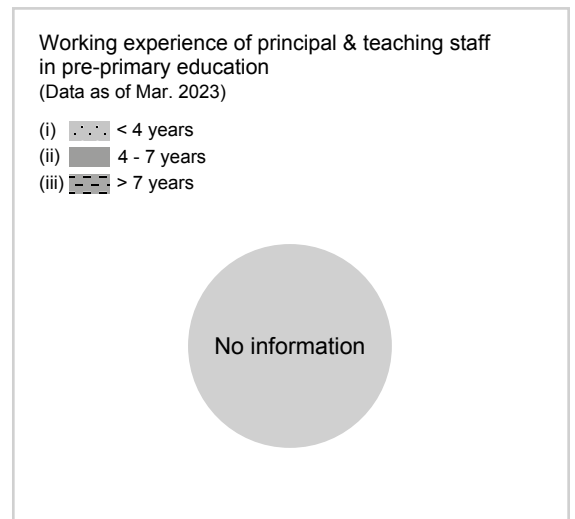 Working experience of principal & teaching staff
in pre-primary education
(Data as of Mar. 2023)
(i) < 4 years
(ii) 4 - 7 years
(iii) > 7 years
No information